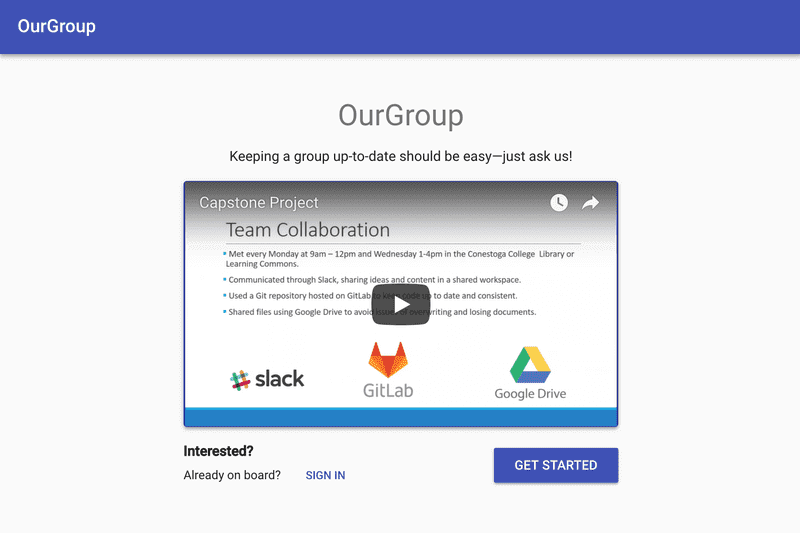 OurGroup
OurGroup
Keeping a group up-to-date should be easy—just ask us!
Capstone Project
Team Collaboration
Met every Monday at 9am – 12pm and Wednesday 1-4pm in the Conestoga College Library or
Learning Commons.
Communicated through Slack, sharing ideas and content in a shared workspace.
Used a Git repository hosted on GitLab to up to date and consistent.
Shared files using Google Drive to avoid overwriting and losing documents.
slack
GitLab
Google Drive
Interested?
Already on board? SIGN IN
GET STARTED